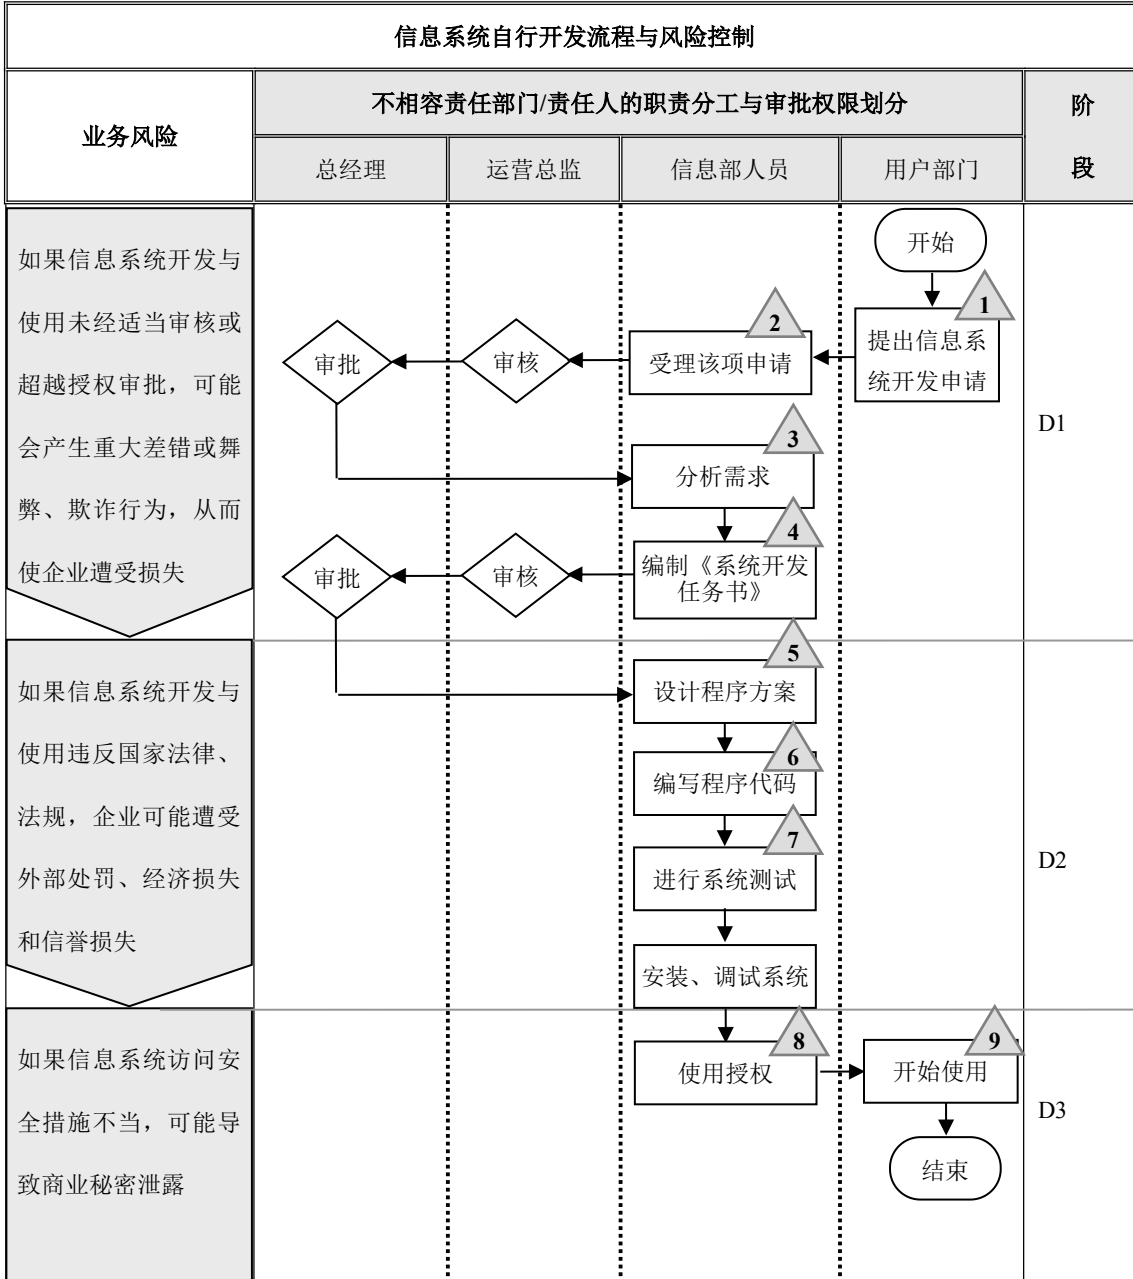 信息系统自行开发流程与风险控制
业务风险
不相容责任部门/责任人的职责分工与审批权限划分
阶
段
总经理
运营总监
信息部人员
用户部门
如果信息系统开发与
使用未经适当审核或
超越授权审批，可能
会产生重大差错或舞
弊、欺诈行为，从而
使企业遭受损失
开始
1
提出信息系
统开发申请
2
受理该项申请
审核
审批
3
分析需求
4
编制《系统开发
任务书》
审核
审批
D1
如果信息系统开发与
使用违反国家法律、
法规，企业可能遭受
外部处罚、经济损失
和信誉损失
5
设计程序方案
6
编写程序代码
7
进行系统测试
安装、调试系统
D2
如果信息系统访问安
全措施不当，可能导
致商业秘密泄露
8
使用授权
9
开始使用
结束
D3